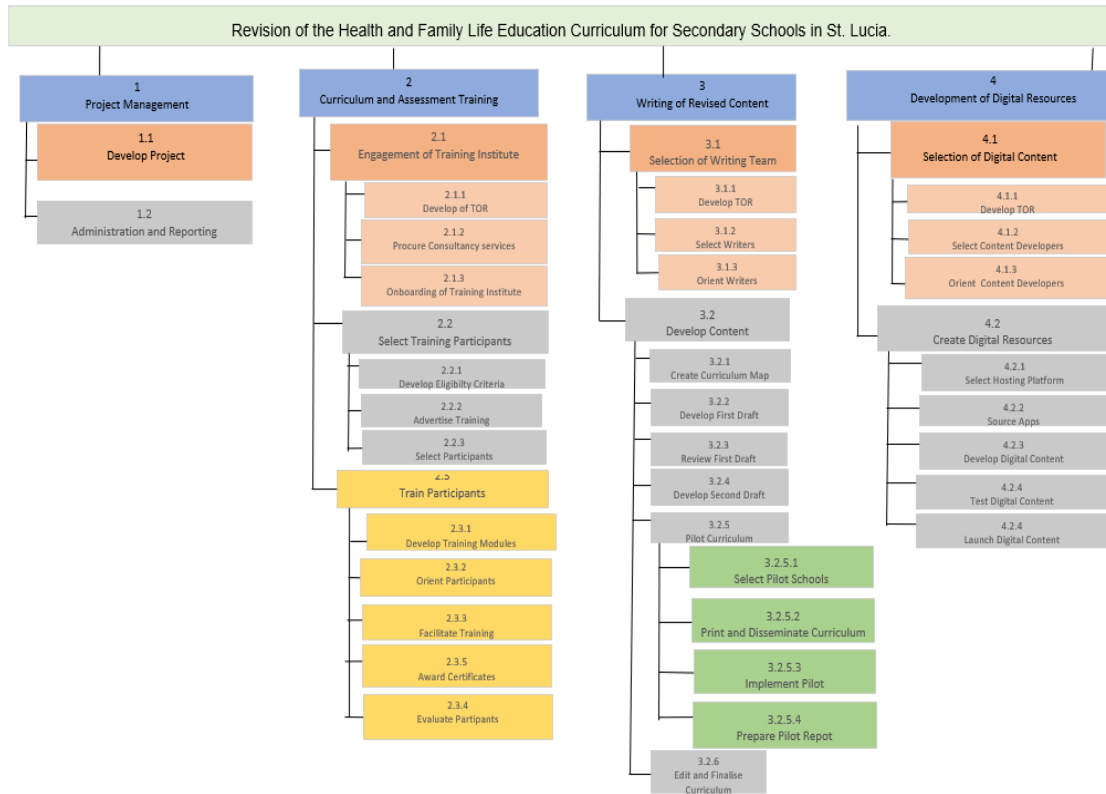 Revision of the Health and Family Life Education Curriculum for Secondary Schools in St. Lucia.
1
Project Management
1.1
Develop Project
1.2
Administration and Reporting
2
Curriculum and Assessment Training
2.1
Engagement of Training Institute
2.1.1
Develop of TOR
2.1.2
Procure Consultancy services
2.1.3
Onboarding of Training Institute
2.2
Select Training Participants
2.2.1
Develop Eligibilty Criteria
2.2.2
Advertise Training
2.2.3
Select Participants
2.3
Train Participants
2.3.1
Develop Training Modules
2.3.2
Orient Participants
2.3.3
Facilitate Training
2.3.5
Award Certificates
2.3.4
Evaluate Partipants
3
Writing of Revised Content
3.1
Selection of Writing Team
3.1.1
Develop TOR
3.1.2
Select Writers
3.1.3
Orient Writers
3.2
Develop Content
3.2.1
Create Curriculum Map
3.2.2
Develop First Draft
3.2.3
Review First Draft
3.2.4
Develop Second Draft
3.2.5
Pilot Curriculum
3.2.5.1
Select Pilot Schools
3.2.5.2
Print and Disseminate Curriculum
3.2.5.3
Implement Pilot
3.2.5.4
Prepare Pilot Repot
3.2.6
Edit and Finalise
Curriculum
4
Development of Digital Resources
4.1
Selection of Digital Content
4.1.1
Develop TOR
4.1.2
Select Content Developers
4.1.3
Orient Content Developers
4.2
Create Digital Resources
4.2.1
Select Hosting Platform
4.2.2
Source Apps
4.2.3
Develop Digital Content
4.2.4
Test Digital Content
4.2.4
Launch Digital Content